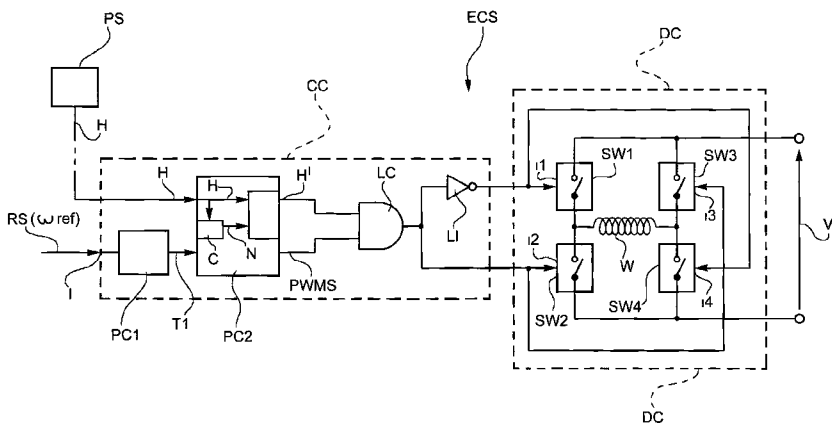 PS
ECS
DC
CC
H
H
H
H'
LC
SW1
SW3
i1
i3
LI
V
RS(ω ref)
N
C
W
i2
i4
I
PWMS
SW2
SW4
PC1
T1
PC2
DC